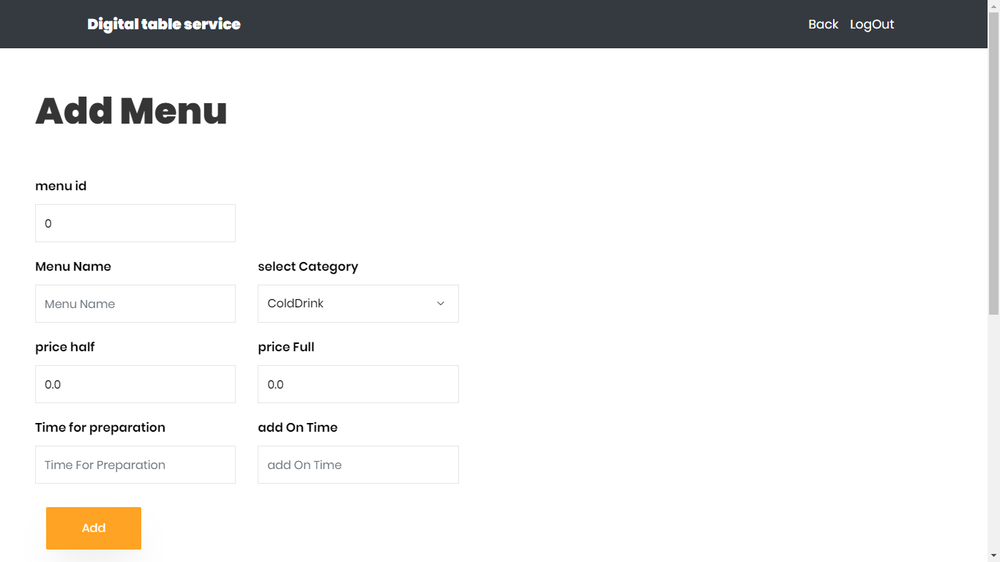 Digital table service Back LogOut
Add Menu
menu id
0
Menu Name select Category
Menu Name ColdDrink
price half price Full
0.0 0.0
Time for preparation add On Time
Time For Preparation add On Time
Add